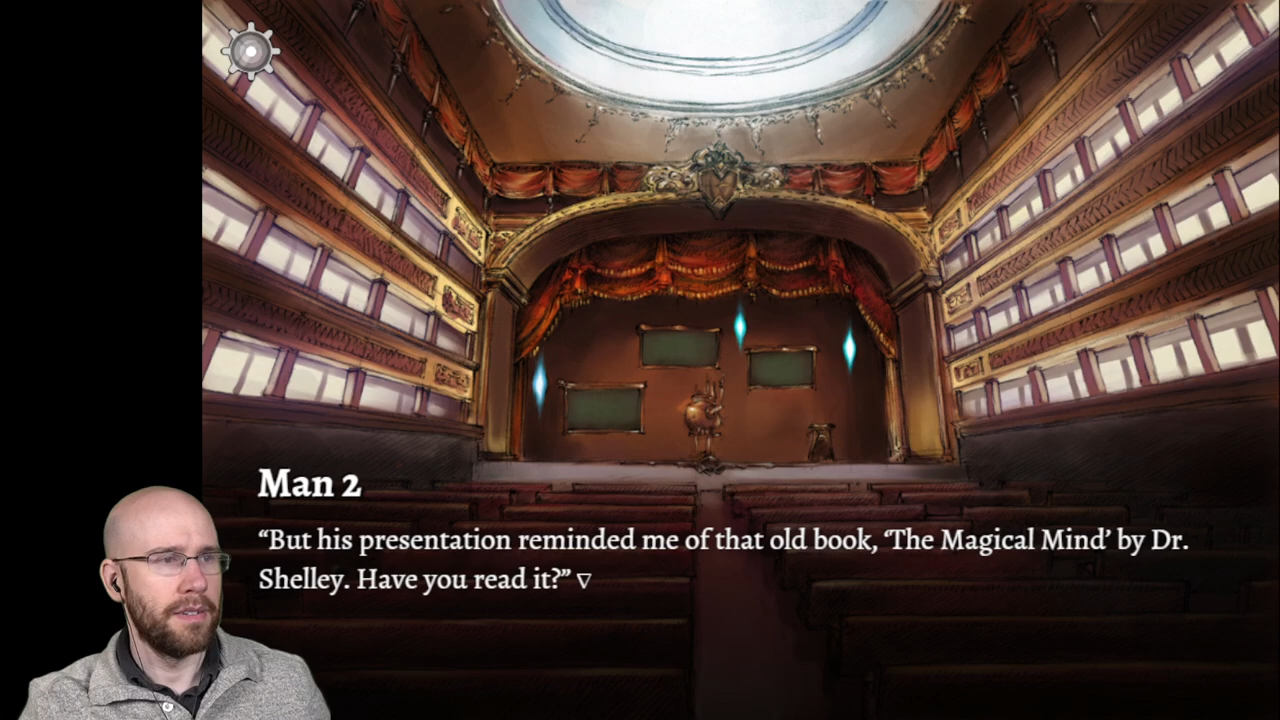 Man 2
“But his presentation reminded me of that old book, ‘The Magical Mind’ by Dr.
Shelley. Have you read it?”